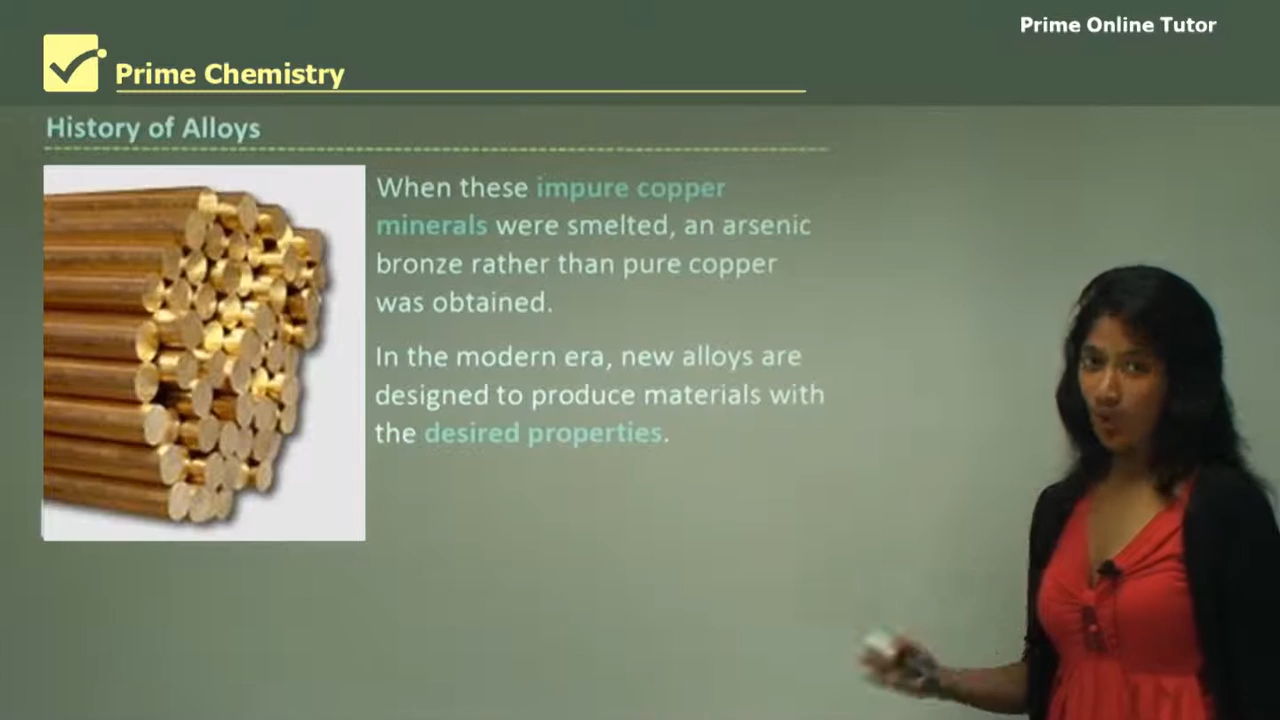 Prime Online Tutor
Prime Chemistry
History of Alloys
When these impure copper
minerals were smelted, an arsenic
bronze rather than pure copper
was obtained.
In the modern era, new alloys are
designed to produce materials with
the desired properties.